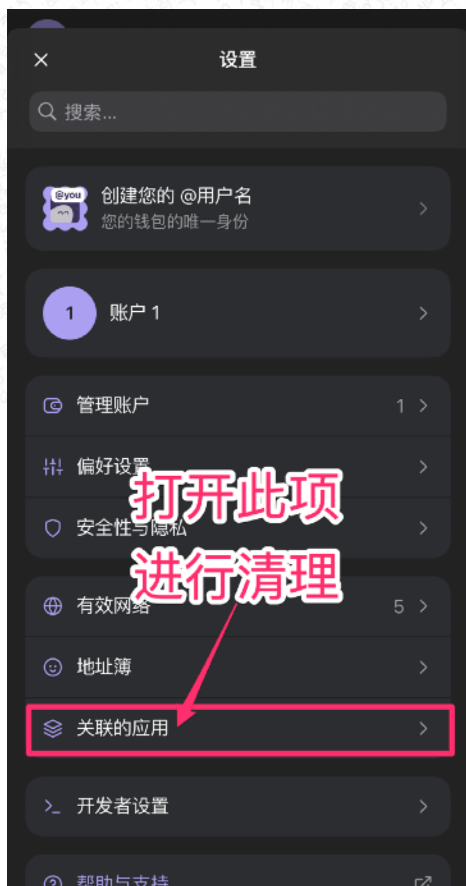 设置
搜索...
@you
创建您的 @用户名
您的钱包的唯一身份
1
账户 1
管理账户
1
偏好设置
打开此项
安全性与隐私
进行清理
有效网络
5
地址簿
关联的应用
>_ 开发者设置
帮助与支持